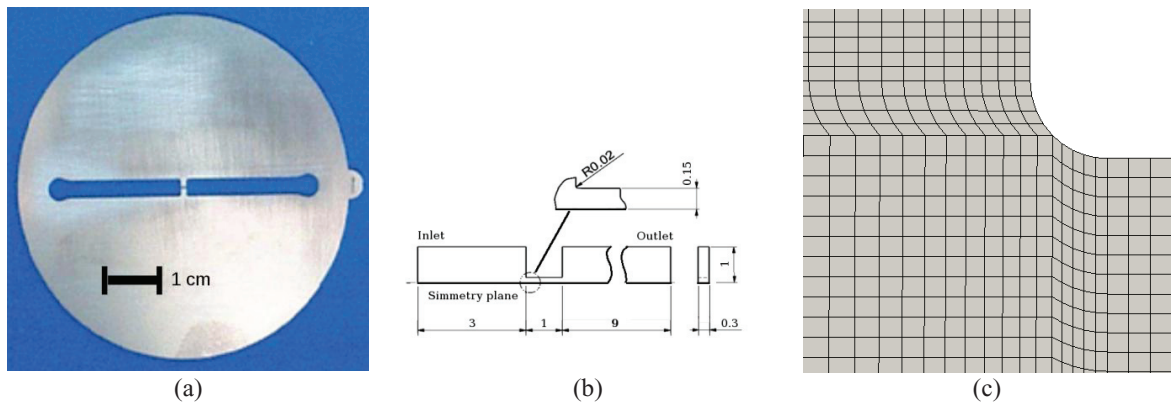 1 cm
(a)
R0.02
0.15
Inlet
Outlet
1
Simmetry plane
3
1
9
0.3
(b)
(c)